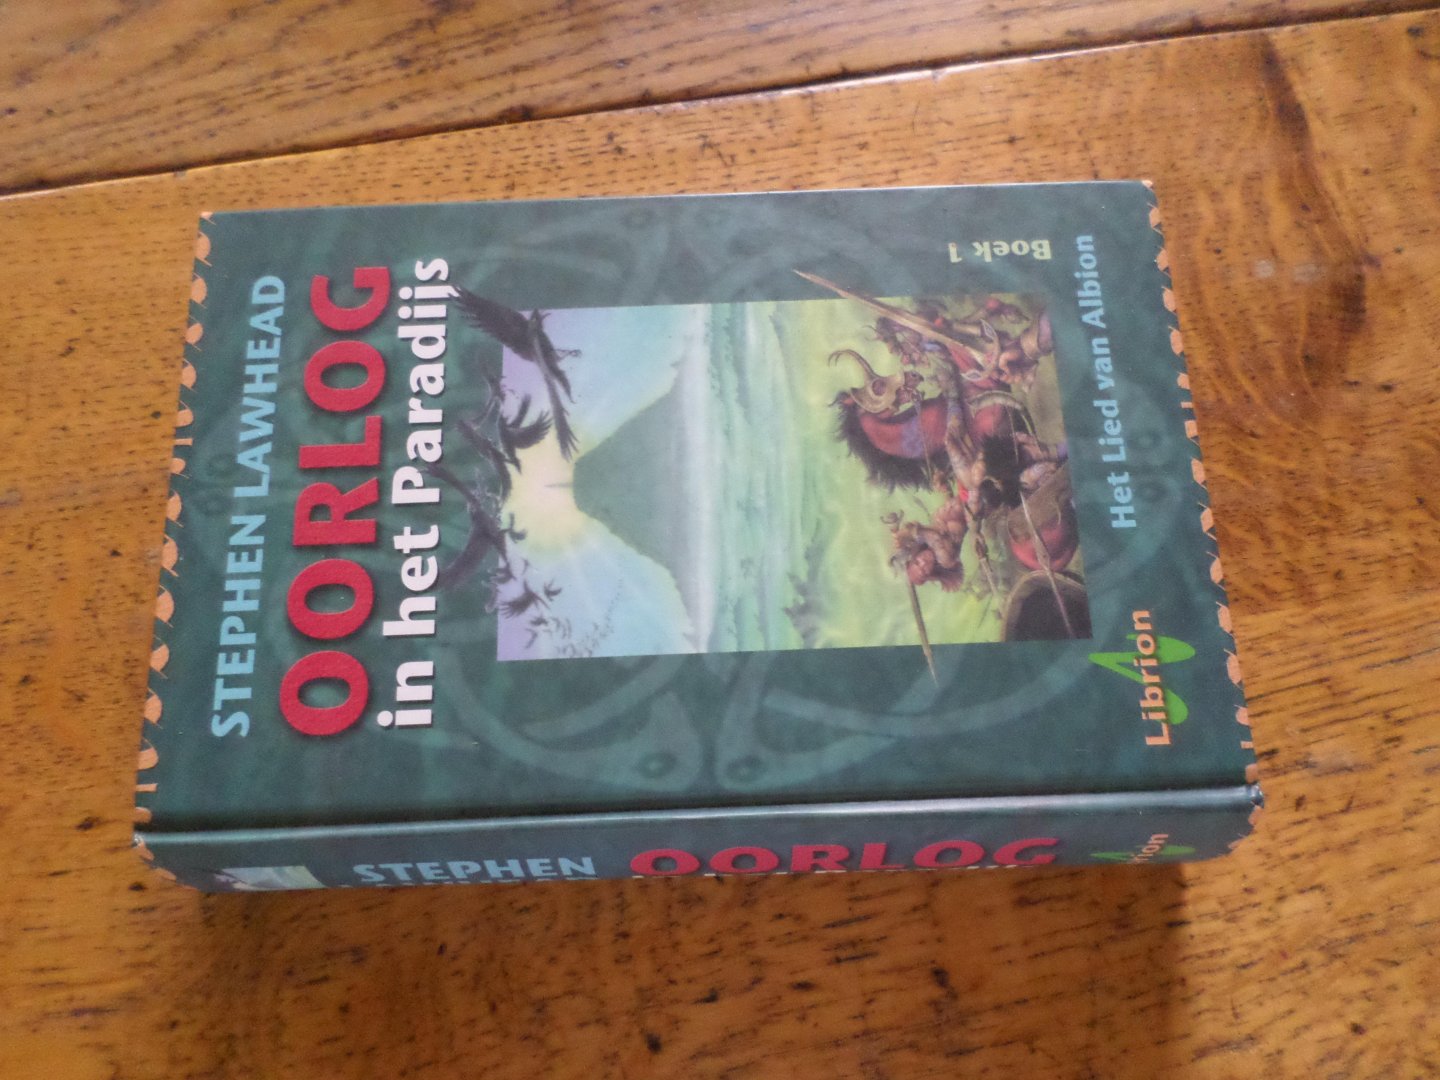 STEPHEN LAWHEAD
OORLOG
in het Paradijs
Boek 1
Het Lied van Albion
Librion
STEPHEN
OORLOG